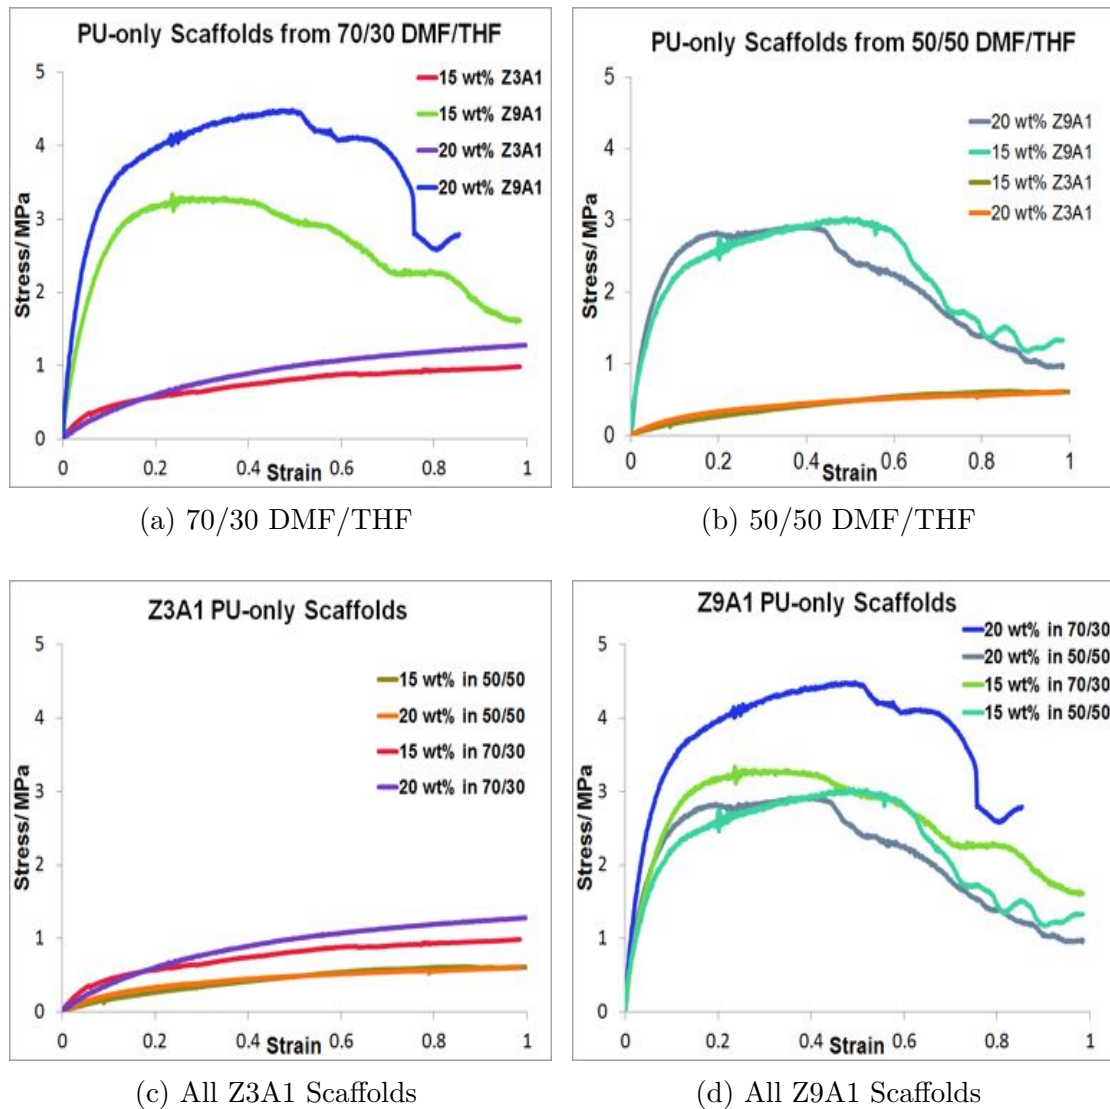 PU-only Scaffolds from 70/30 DMF/THF
5
4
3
2
1
0
Stress/ MPa
15 wt% Z3A1
15 wt% Z9A1
20 wt% Z3A1
20 wt% Z9A1
0
0.2
0.4
0.6
0.8
1
Strain
(a) 70/30 DMF/THF
PU-only Scaffolds from 50/50 DMF/THF
5
4
3
2
1
0
Stress/ MPa
20 wt% Z9A1
15 wt% Z9A1
15 wt% Z3A1
20 wt% Z3A1
0
0.2
0.4
0.6
0.8
1
Strain
(b) 50/50 DMF/THF
Z3A1 PU-only Scaffolds
5
4
3
2
1
0
Stress/ MPa
15 wt% in 50/50
20 wt% in 50/50
15 wt% in 70/30
20 wt% in 70/30
0
0.2
0.4
0.6
0.8
1
Strain
(c) All Z3A1 Scaffolds
Z9A1 PU-only Scaffolds
5
4
3
2
1
0
Stress/ MPa
20 wt% in 70/30
20 wt% in 50/50
15 wt% in 70/30
15 wt% in 50/50
0
0.2
0.4
0.6
0.8
1
Strain
(d) All Z9A1 Scaffolds